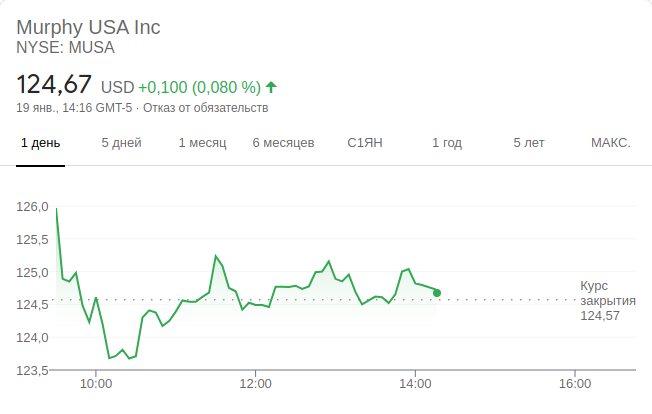 Murphy USA Inc
NYSE: MUSA
124,67 USD +0,100 (0,080 %)
19 янв., 14:16 GMT-5 · Отказ от обязательств
1 день 5 дней 1 месяц 6 месяцев С1ЯН 1 год 5 лет МАКС.
126,0
125,5
125,0
124,5
124,0
123,5
Курс
закрытия
124,57
10:00 12:00 14:00 16:00